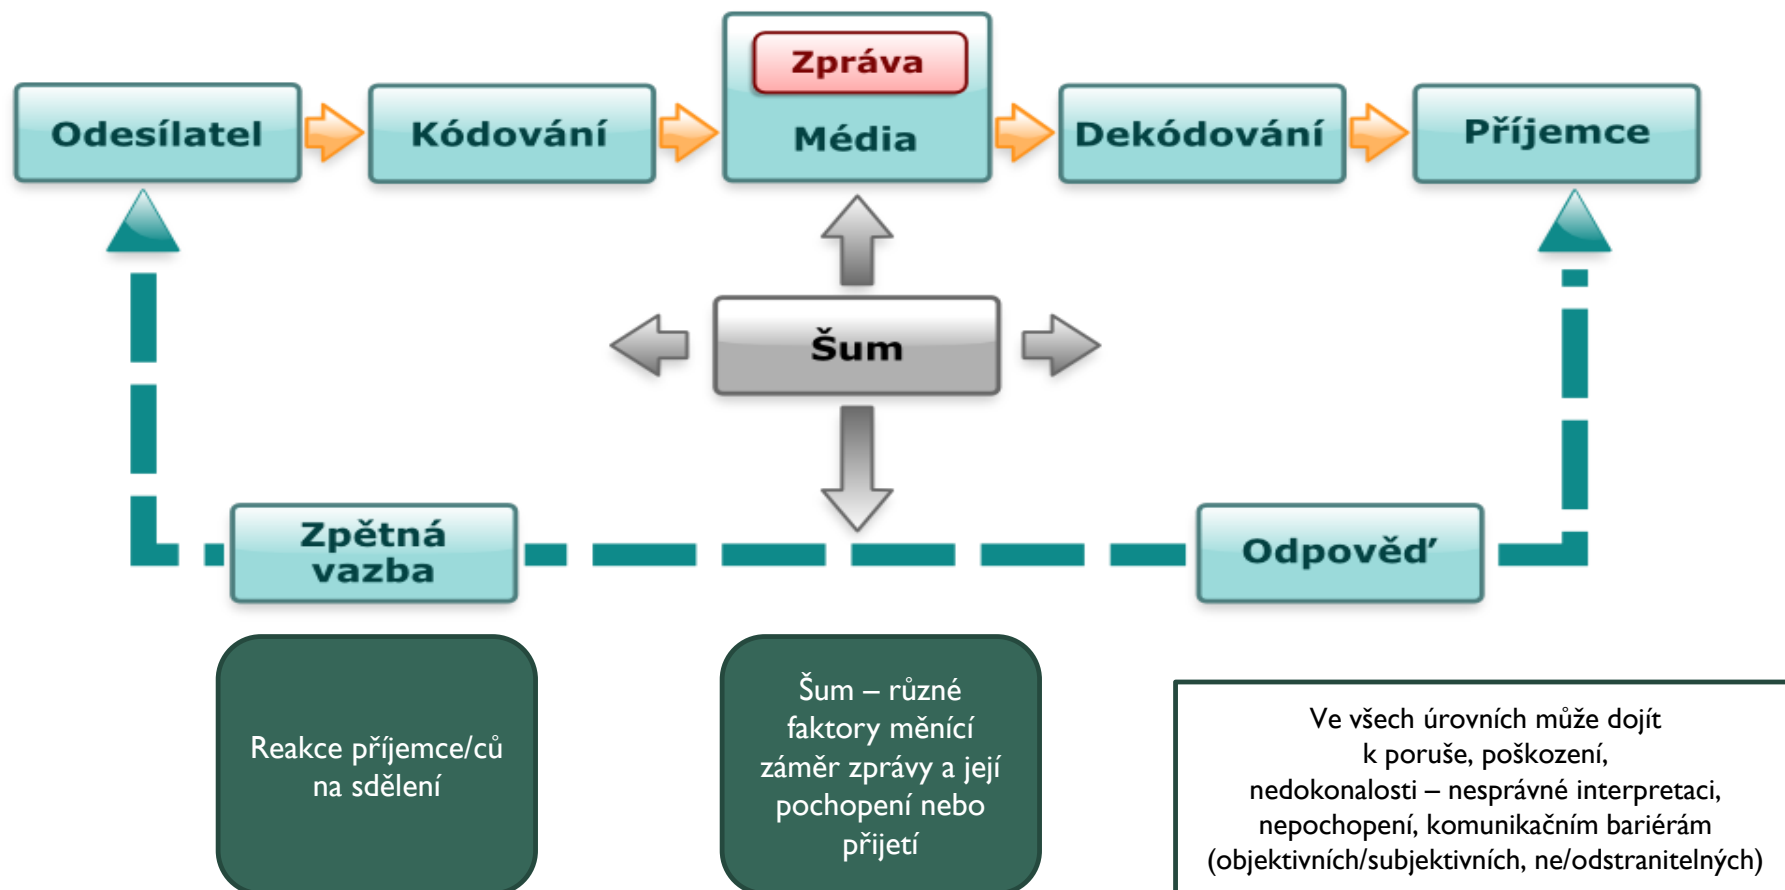 Zpráva
Odesílatel
Kódování
Média
Dekódování
Příjemce
Šum
Zpětná
vazba
Odpověď
Reakce příjemce/ců
na sdělení
Šum – různé
faktory měnící
záměr zprávy a její
pochopení nebo
přijetí
Ve všech úrovních může dojít
k poruše, poškození,
nedokonalosti – nesprávné interpretaci,
nepochopení, komunikačním bariérám
(objektivních/subjektivních, ne/odstranitelných)